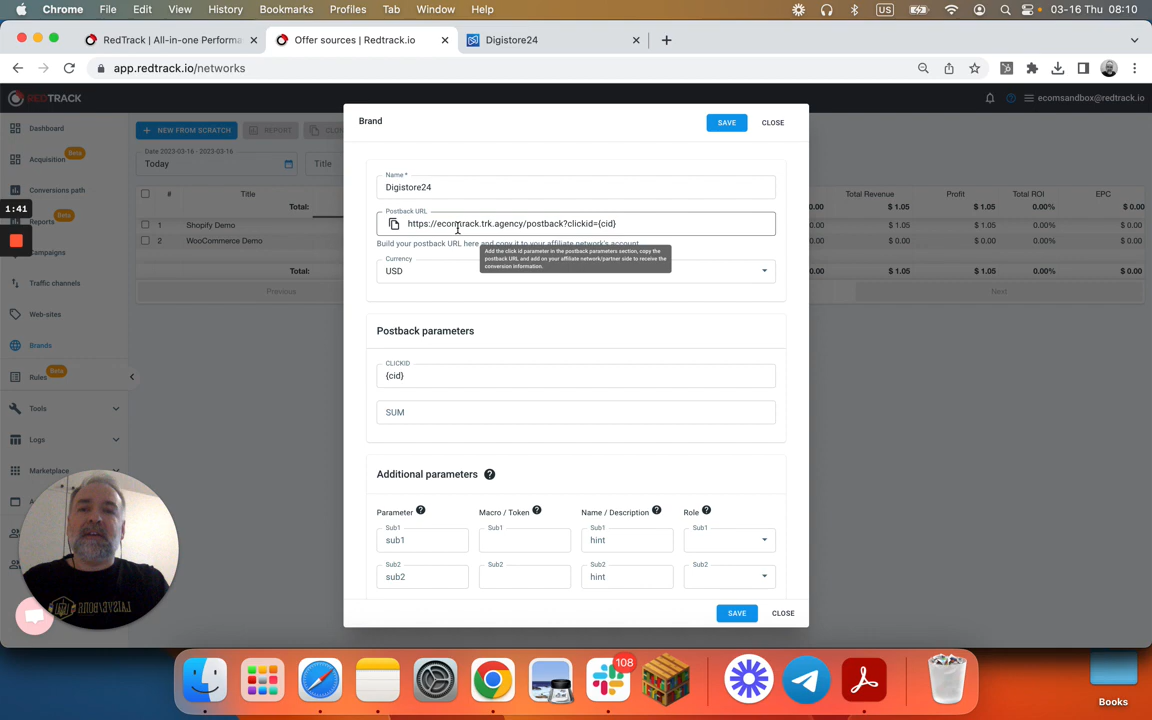 Chrome File Edit View History Bookmarks Profiles Tab Window Help US 03-16 Thu 08:10
RedTrack | All-in-one Performa
Offer sources | Redtrack.io
Digistore24
app.redtrack.io/networks
REDTRACK
ecomsandbox@redtrack.io
Dashboard
Acquisition
Beta
Conversions path
1:41
Reports
Beta
Campaigns
Traffic channels
Web-sites
Brands
Rules
Beta
Tools
Logs
Marketplace
NEW FROM SCRATCH
REPORT
Date 2023-03-16 - 2023-03-16
Today
Title
# Title Total Revenue Profit Total ROI EPC
Total: 0.00 $ 1.05 $ 1.05 $ 0.00
1 Shopify Demo 0.00 $ 1.05 $ 1.05 $ 0.00
2 WooCommerce Demo 0.00 $ 1.05 $ 1.05 $ 0.00
Total: 0.00 $ 1.05 $ 1.05 $ 0.00
Previous
Next
Brand
SAVE
CLOSE
Name *
Digistore24
Postback URL
https://ecomtrack.trk.agency/postback?clickid={cid}
Build your postback URL here and copy it to your affiliate network's account
Add the click id parameter in the postback parameters section, copy the
postback URL and add on your affiliate network/partner side to receive the
conversion information.
Currency
USD
Postback parameters
CLICKID
{cid}
SUM
Additional parameters
Parameter Macro / Token Name / Description Role
Sub1 Sub1 Sub1 Sub1
sub1 hint
Sub2 Sub2 Sub2 Sub2
sub2 hint
SAVE
CLOSE
108
Books